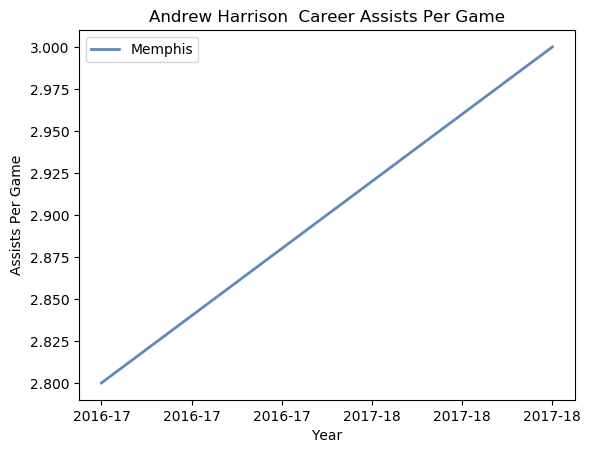 Andrew Harrison  Career Assists Per Game
Memphis
3.000
2.975
2.950
2.925
2.900
2.875
2.850
2.825
2.800
Assists Per Game
2016-17 2016-17 2016-17 2017-18 2017-18 2017-18
Year